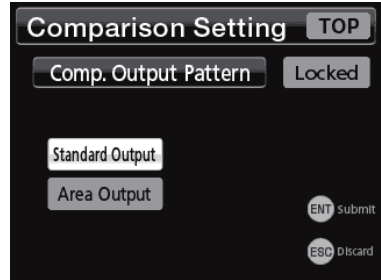 Comparison Setting TOP
Comp. Output Pattern Locked
Standard Output
Area Output
ENT Submit
ESC Discard